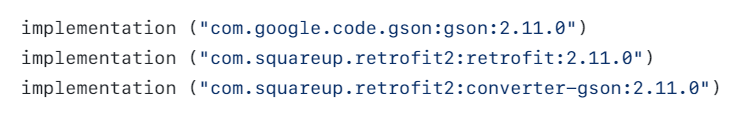 implementation ("com.google.code.gson:gson:2.11.0")
implementation ("com.squareup.retrofit2:retrofit:2.11.0")
implementation ("com.squareup.retrofit2:converter-gson:2.11.0")